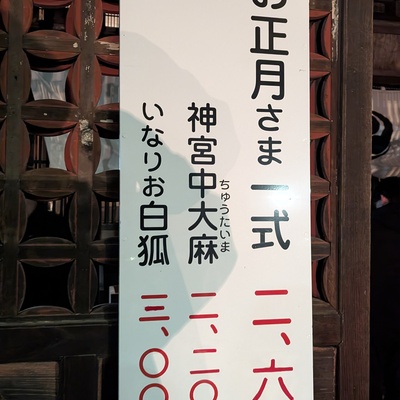 お正月さま一式 二、六
神宮中大麻 二、二〇
ちゅうたいま
いなりお白狐 三、〇〇